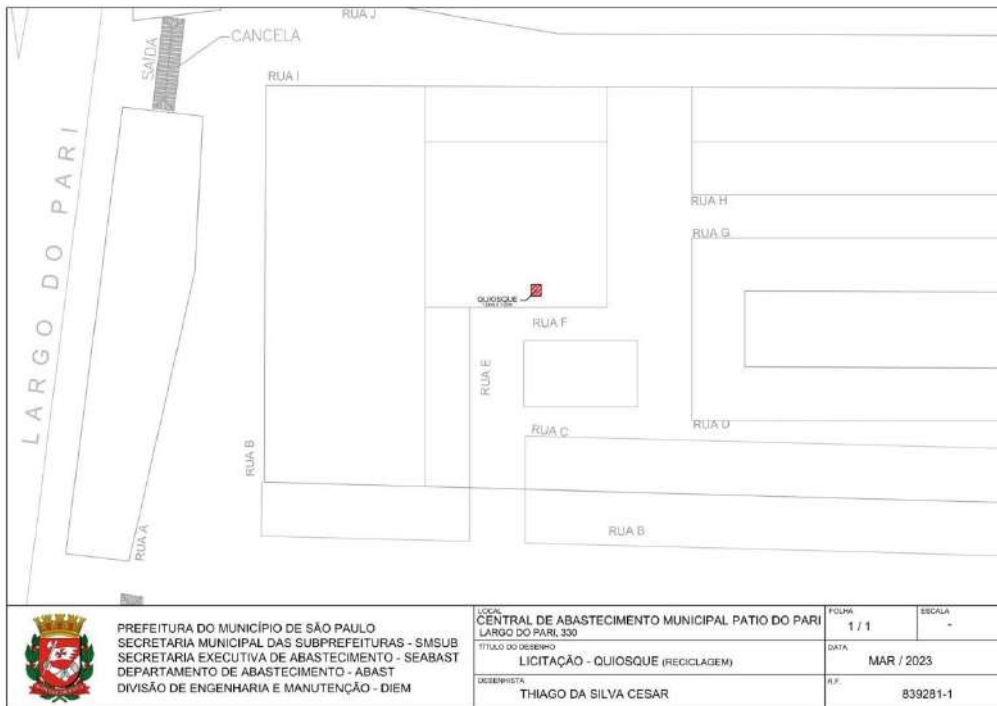 RUA J
CANCELA
SAÍDA
RUA I
LARGO DO PARI
RUA H
RUA G
QUIOSQUE
RUA F
RUA E
RUA C
RUA D
RUA B
RUA B
RUA A
PREFEITURA DO MUNICÍPIO DE SÃO PAULO
SECRETARIA MUNICIPAL DAS SUBPREFEITURAS - SMSUB
SECRETARIA EXECUTIVA DE ABASTECIMENTO - SEABAST
DEPARTAMENTO DE ABASTECIMENTO - ABAST
DIVISÃO DE ENGENHARIA E MANUTENÇÃO - DIEM
LOCAL
CENTRAL DE ABASTECIMENTO MUNICIPAL PATIO DO PARI
LARGO DO PARI, 330
TÍTULO DO DESENHO
LICITAÇÃO - QUIOSQUE (RECICLAGEM)
DESENHISTA
THIAGO DA SILVA CESAR
FOLHA
1 / 1
ESCALA
-
DATA
MAR / 2023
R.F.
839281-1